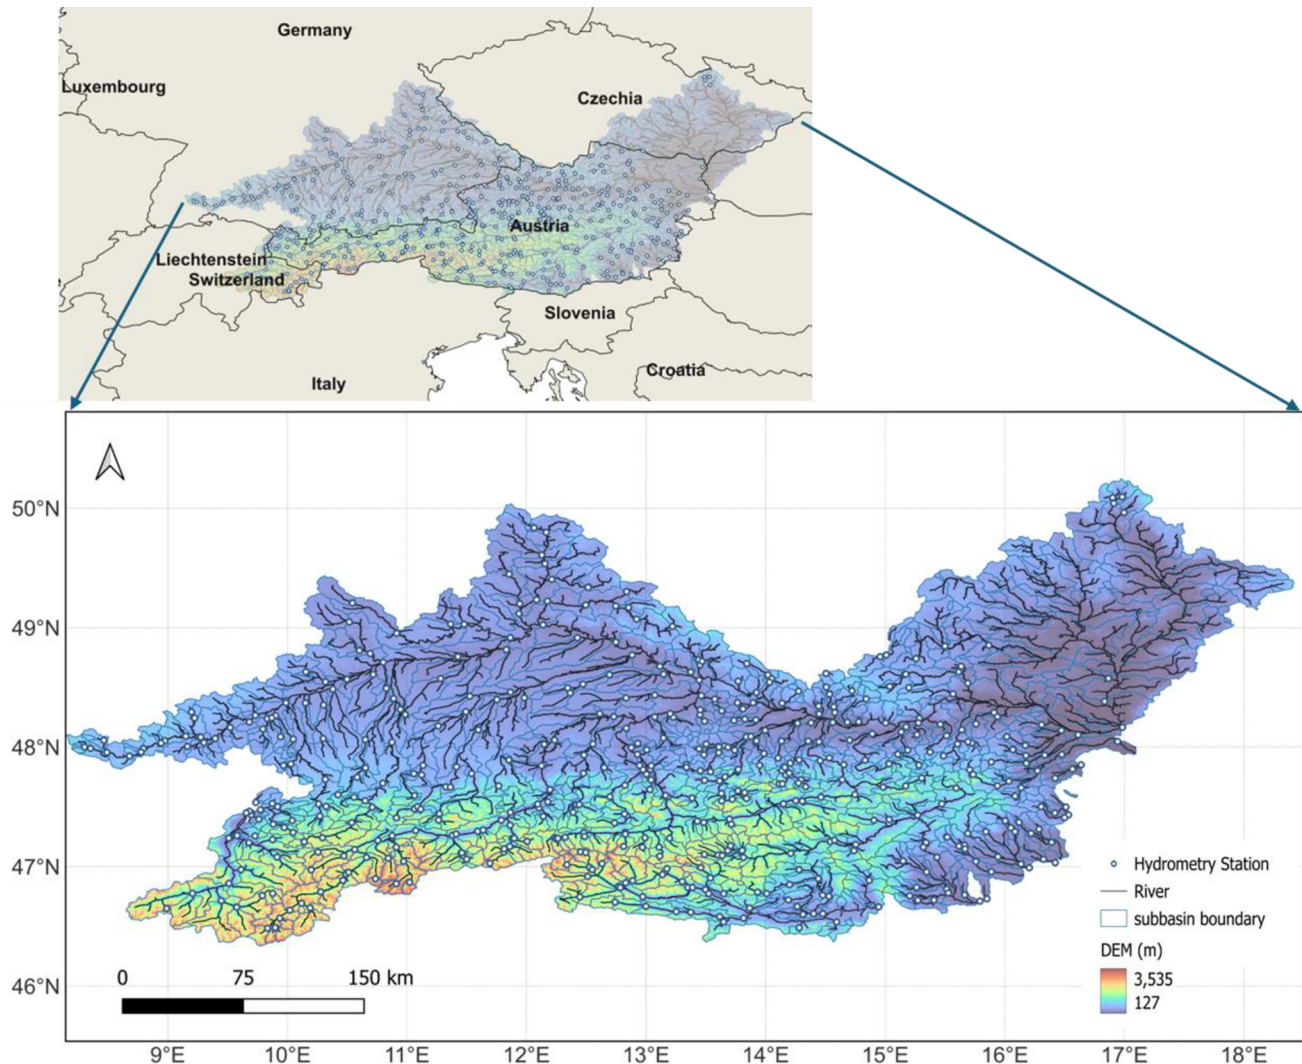 Germany
Luxembourg
Czechia
Austria
Liechtenstein
Switzerland
Slovenia
Croatia
Italy
50°N
49°N
48°N
47°N
46°N
Hydrometry Station
River
subbasin boundary
DEM (m)
3,535
127
0 75 150 km
9°E 10°E 11°E 12°E 13°E 14°E 15°E 16°E 17°E 18°E